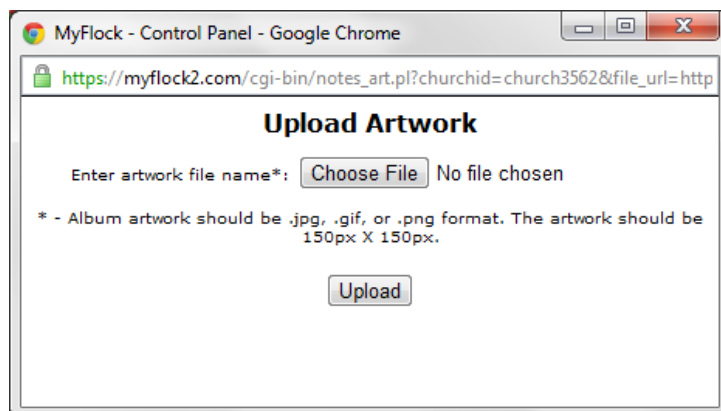 MyFlock - Control Panel - Google Chrome
https://myflock2.com/cgi-bin/notes_art.pl?churchid=church3562&file_url=http
Upload Artwork
Enter artwork file name*: Choose File No file chosen
* - Album artwork should be .jpg, .gif, or .png format. The artwork should be
150px X 150px.
Upload